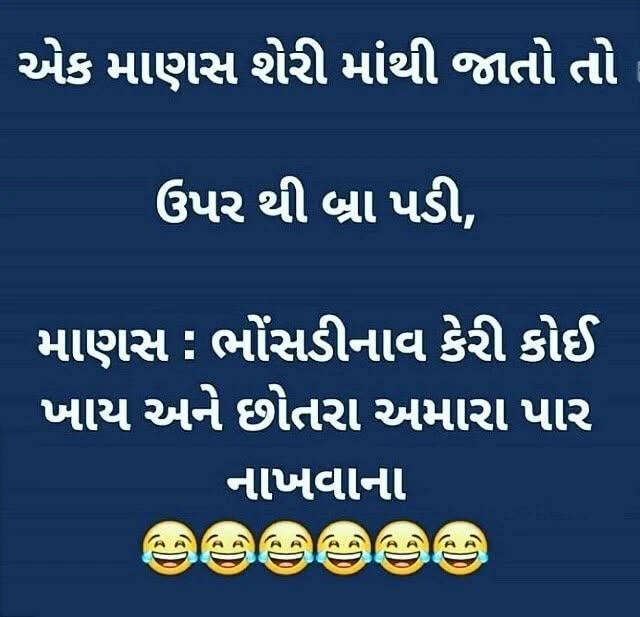 એક માણસ શેરી માંથી જાતો તો
ઉપર થી બ્રા પડી,
માણસ : ભોંસડીનાવ કેરી કોઈ
ખાય અને છોતરા અમારા પાર
નાખવાના
😂😂😂😂😂😂